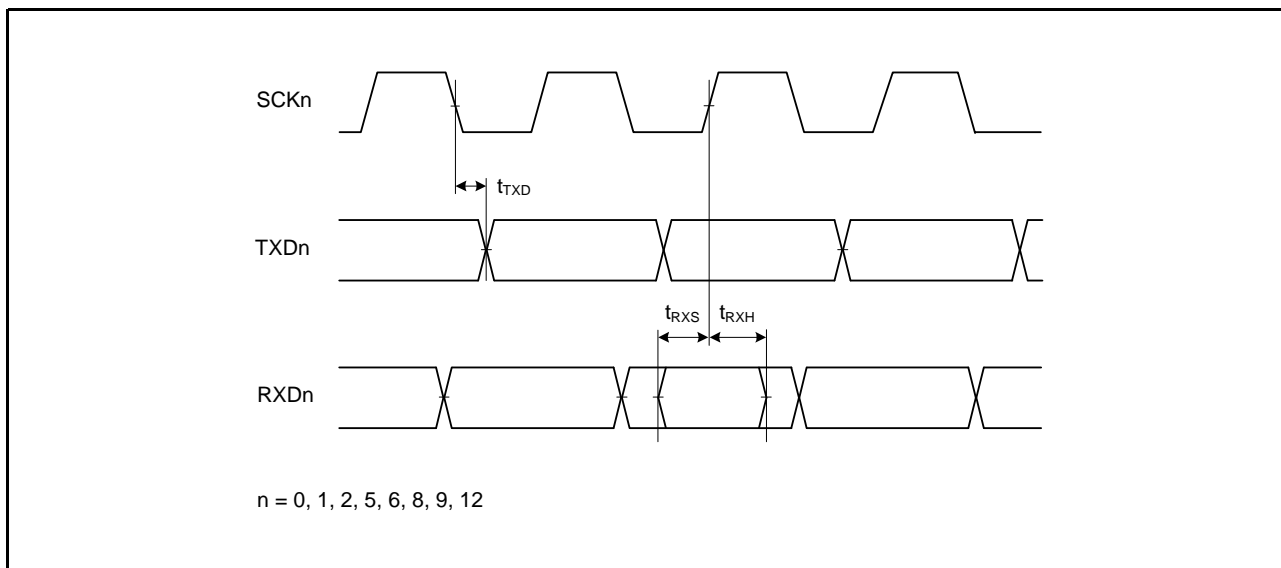 SCKn
tTXD
TXDn
tRXS tRXH
RXDn
n = 0, 1, 2, 5, 6, 8, 9, 12